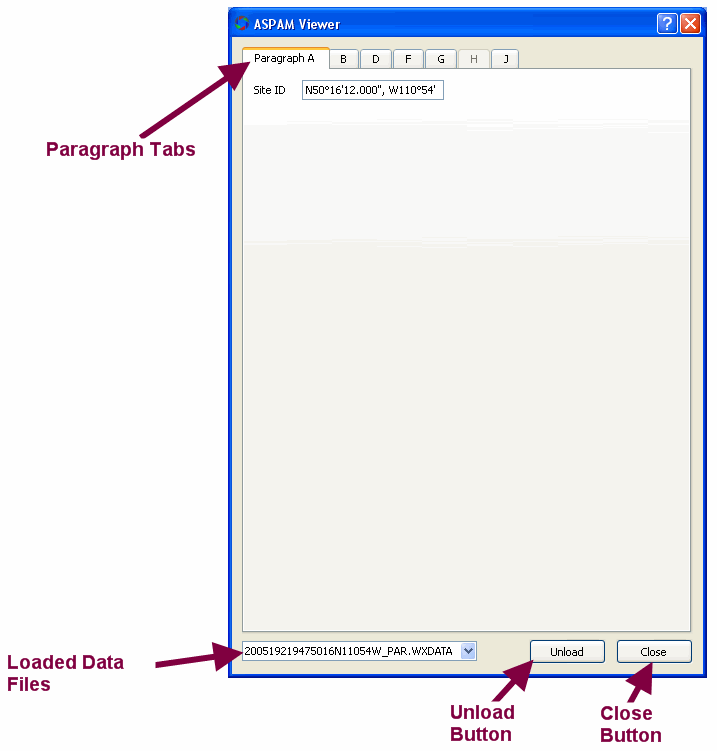 ASPAM Viewer
?
Paragraph A B D F G H J
Site ID N50°16'12.000", W110°54'
Paragraph Tabs
200519219475016N11054W_PAR.WXDATA Unload Close
Loaded Data
Files
Unload
Button
Close
Button